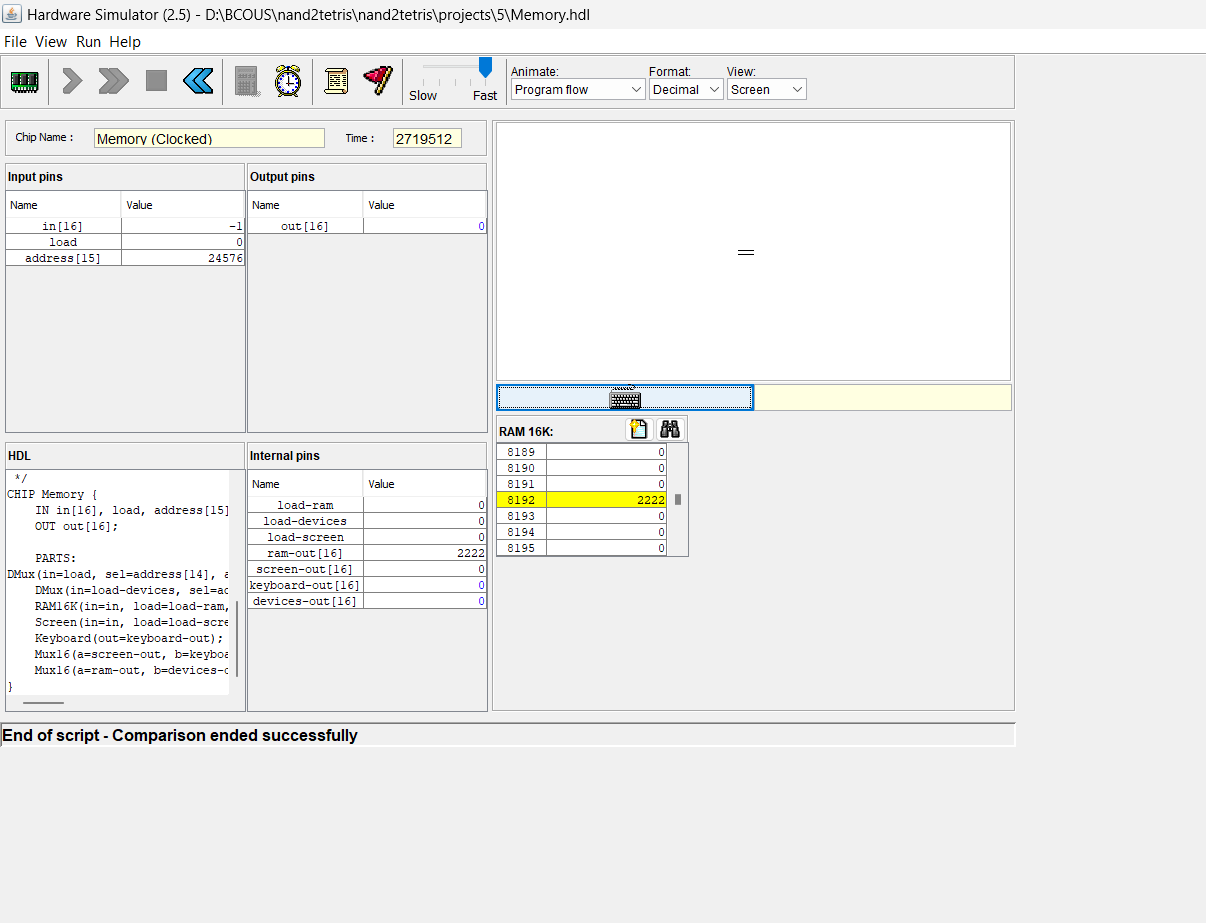 Hardware Simulator (2.5) - D:\BCOUS\nand2tetris\nand2tetris\projects\5\Memory.hdl
File View Run Help
Slow Fast
Animate: Format: View:
Program flow Decimal Screen
Chip Name : Memory (Clocked) Time : 2719512
Input pins
Name Value
in[16] -1
load 0
address[15] 24576
Output pins
Name Value
out[16] 0
HDL
*/
CHIP Memory {
IN in[16], load, address[15]
OUT out[16];
PARTS:
DMux(in=load, sel=address[14], a
DMux(in=load-devices, sel=ad
RAM16K(in=in, load=load-ram,
Screen(in=in, load=load-scre
Keyboard(out=keyboard-out);
Mux16(a=screen-out, b=keyboa
Mux16(a=ram-out, b=devices-o
}
Internal pins
Name Value
load-ram 0
load-devices 0
load-screen 0
ram-out[16] 2222
screen-out[16] 0
keyboard-out[16] 0
devices-out[16] 0
RAM 16K:
8189 0
8190 0
8191 0
8192 2222
8193 0
8194 0
8195 0
End of script - Comparison ended successfully